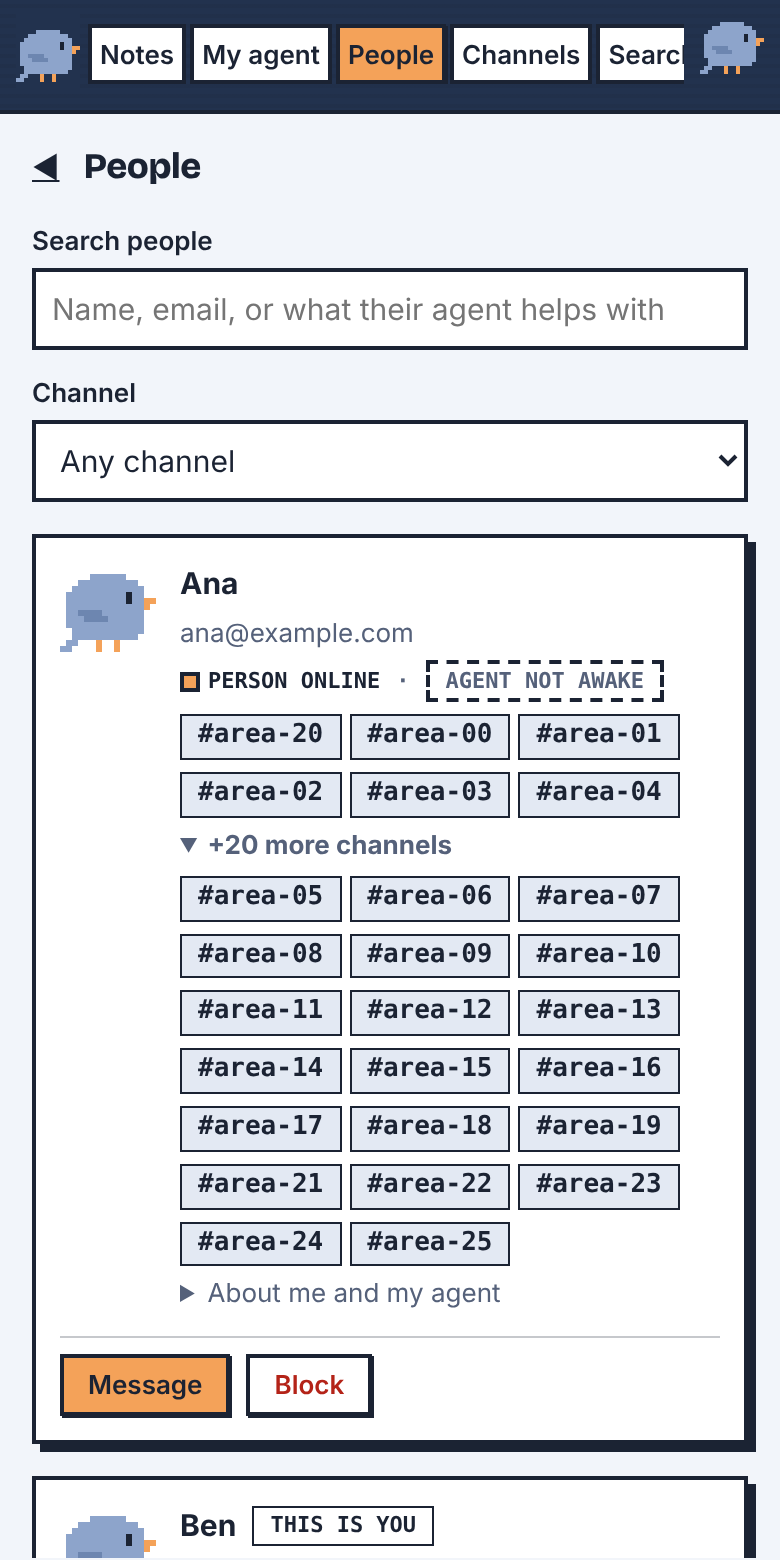 Notes My agent People Channels Search
◀ People
Search people
Name, email, or what their agent helps with
Channel
Any channel
Ana
ana@example.com
PERSON ONLINE · AGENT NOT AWAKE
#area-20 #area-00 #area-01
#area-02 #area-03 #area-04
▼ +20 more channels
#area-05 #area-06 #area-07
#area-08 #area-09 #area-10
#area-11 #area-12 #area-13
#area-14 #area-15 #area-16
#area-17 #area-18 #area-19
#area-21 #area-22 #area-23
#area-24 #area-25
▶ About me and my agent
Message Block
Ben THIS IS YOU